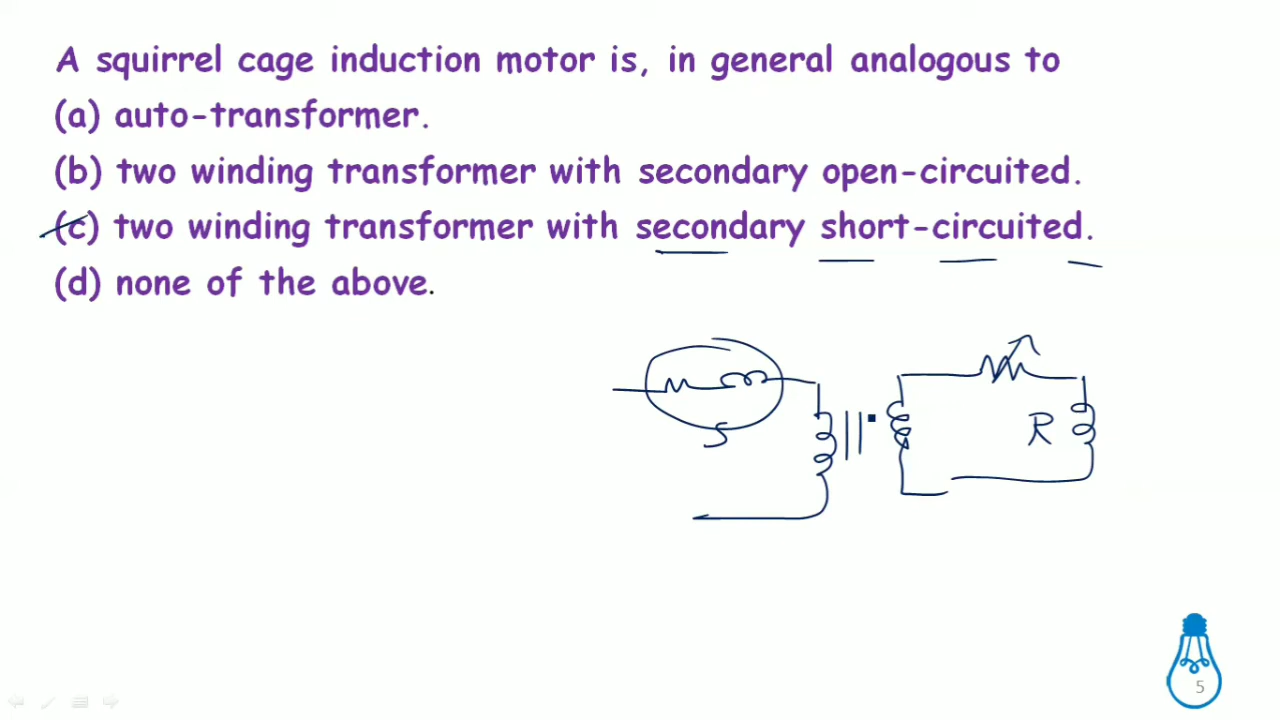 A squirrel cage induction motor is, in general analogous to
(a) auto-transformer.
(b) two winding transformer with secondary open-circuited.
(c) two winding transformer with secondary short-circuited.
(d) none of the above.
S
R
5